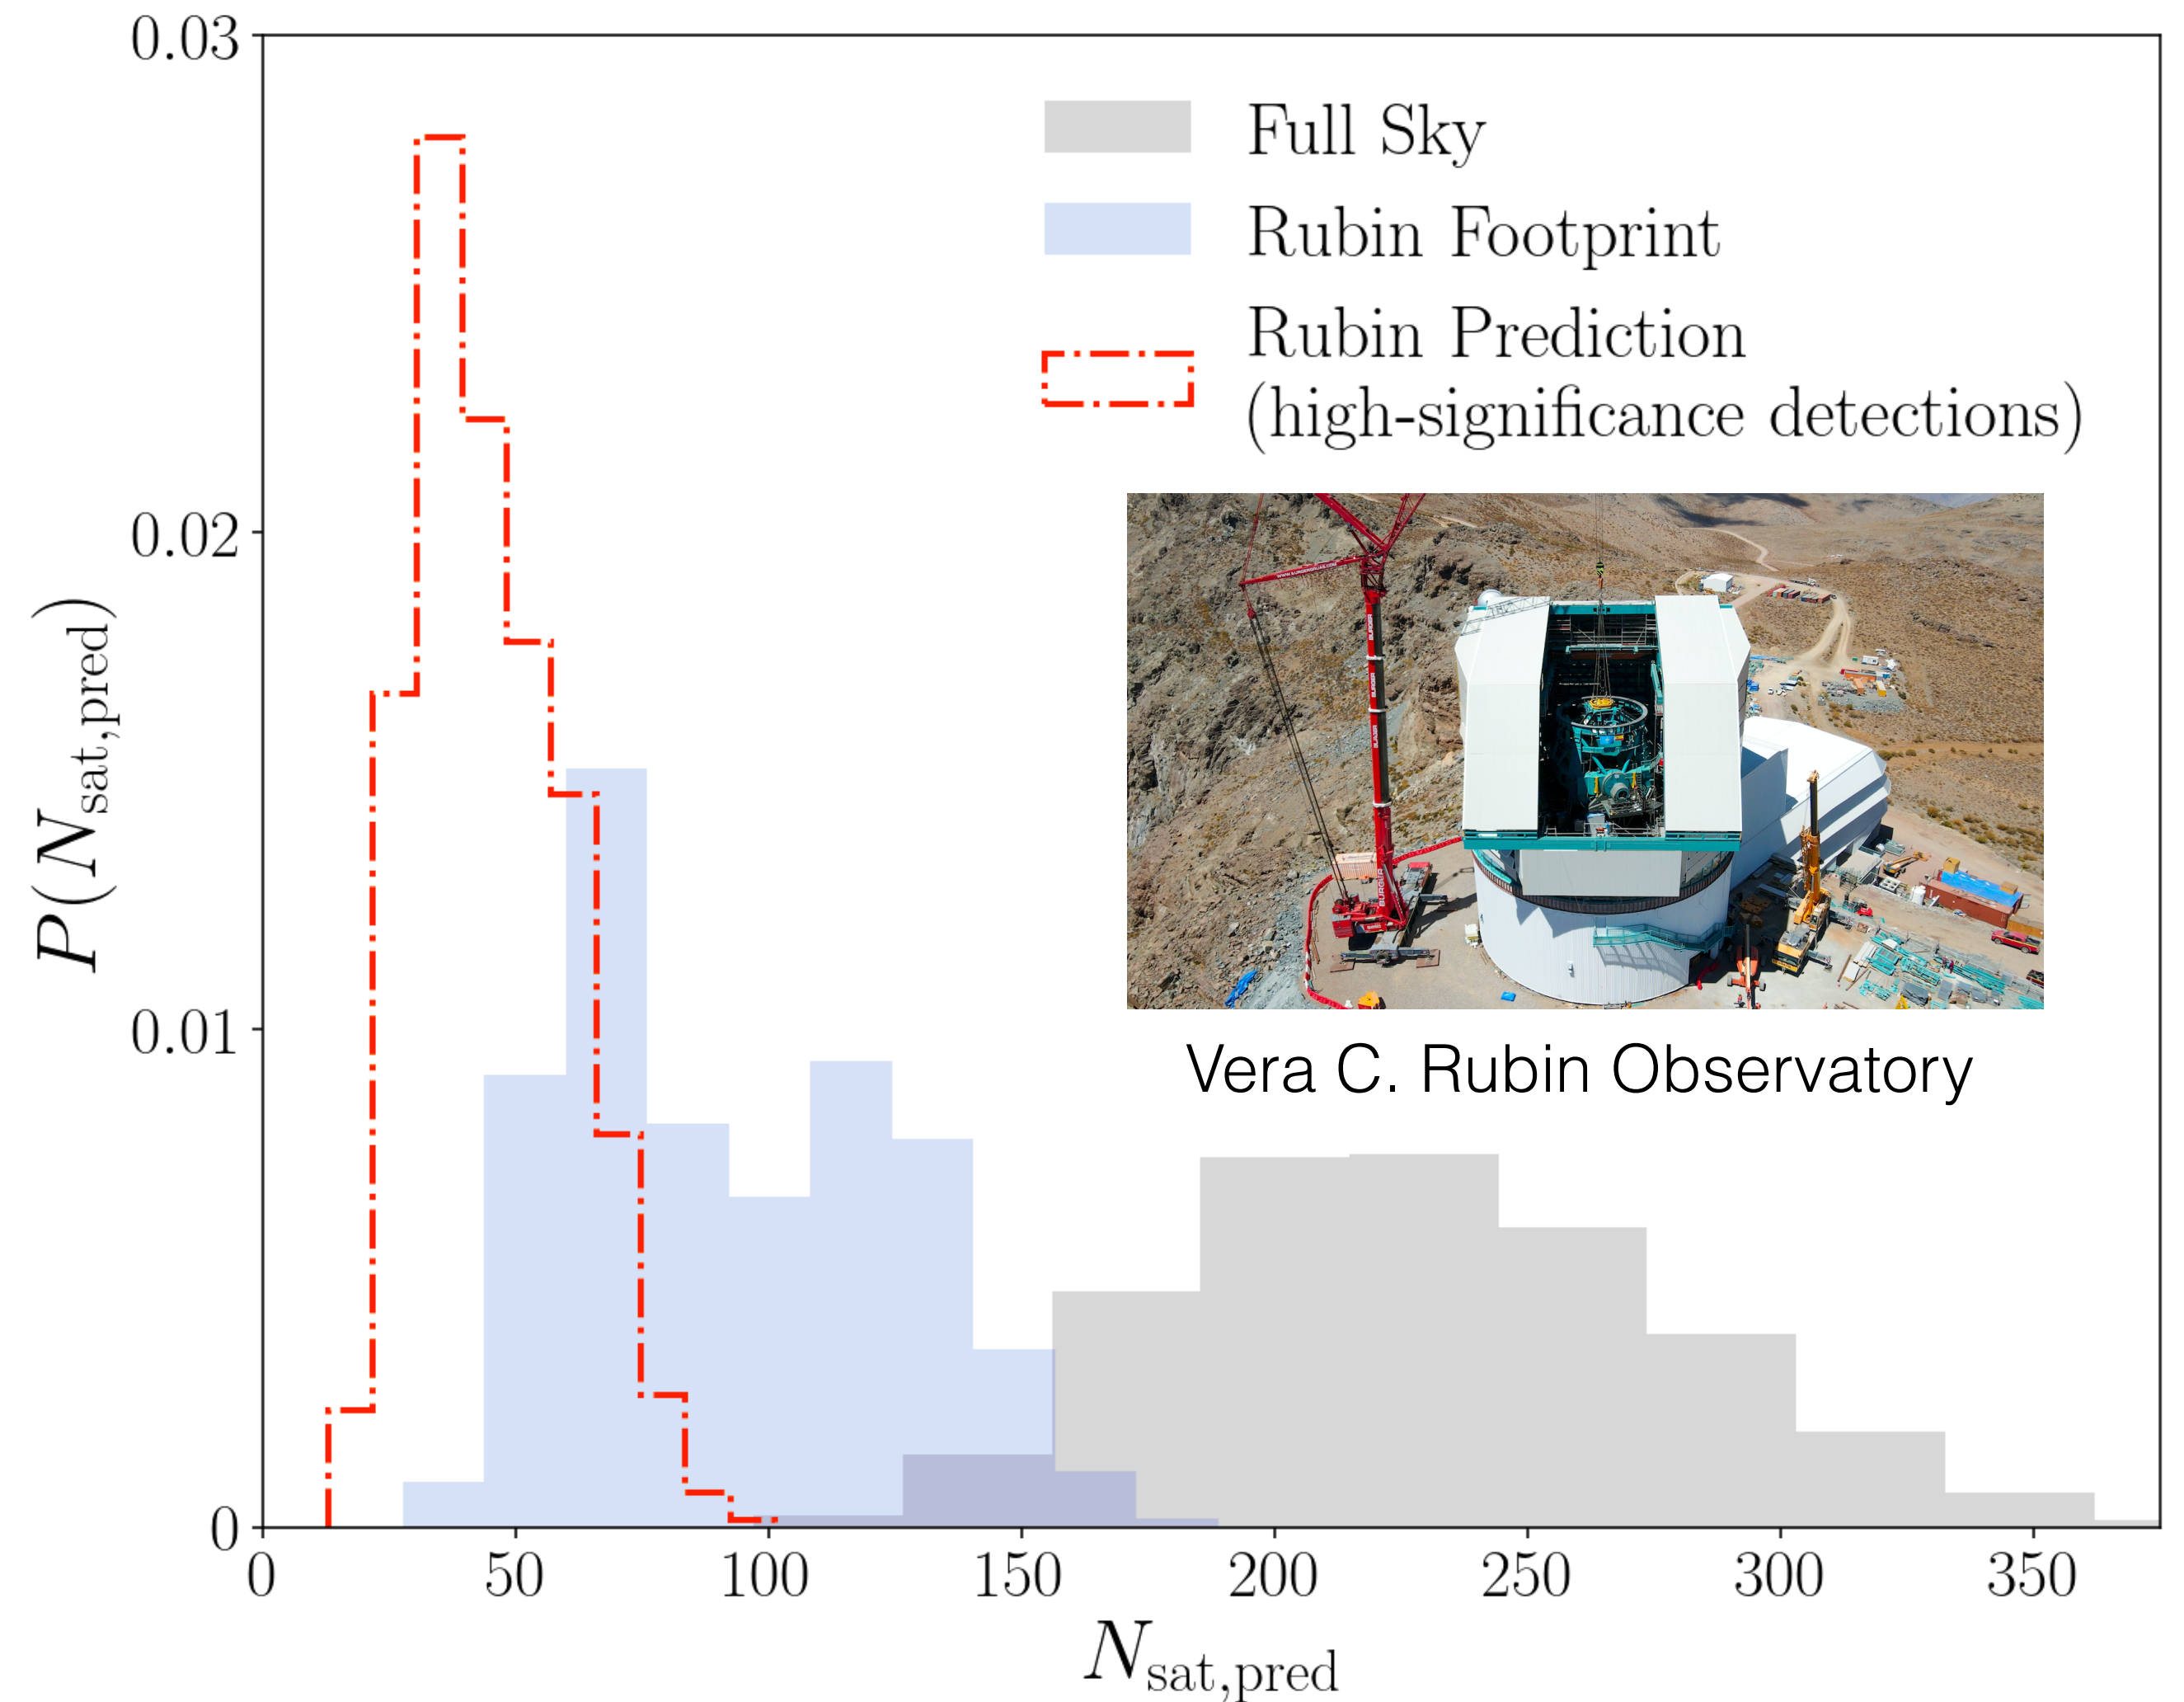 0.03
0.02
0.01
0
P(N_sat,pred)
Full Sky
Rubin Footprint
Rubin Prediction
(high-significance detections)
BURGER
Vera C. Rubin Observatory
0 50 100 150 200 250 300 350
N_sat,pred